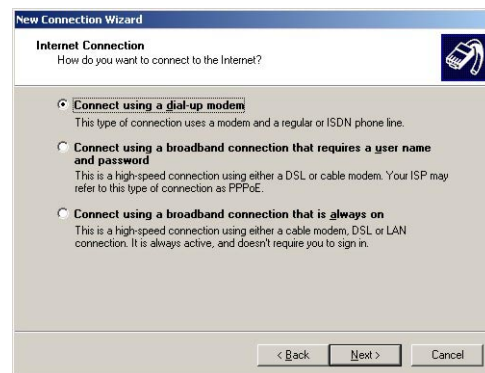 New Connection Wizard
Internet Connection
How do you want to connect to the Internet?
Connect using a dial-up modem
This type of connection uses a modem and a regular or ISDN phone line.
Connect using a broadband connection that requires a user name
and password
This is a high-speed connection using either a DSL or cable modem. Your ISP may
refer to this type of connection as PPPoE.
Connect using a broadband connection that is always on
This is a high-speed connection using either a cable modem, DSL or LAN
connection. It is always active, and doesn't require you to sign in.
< Back
Next >
Cancel